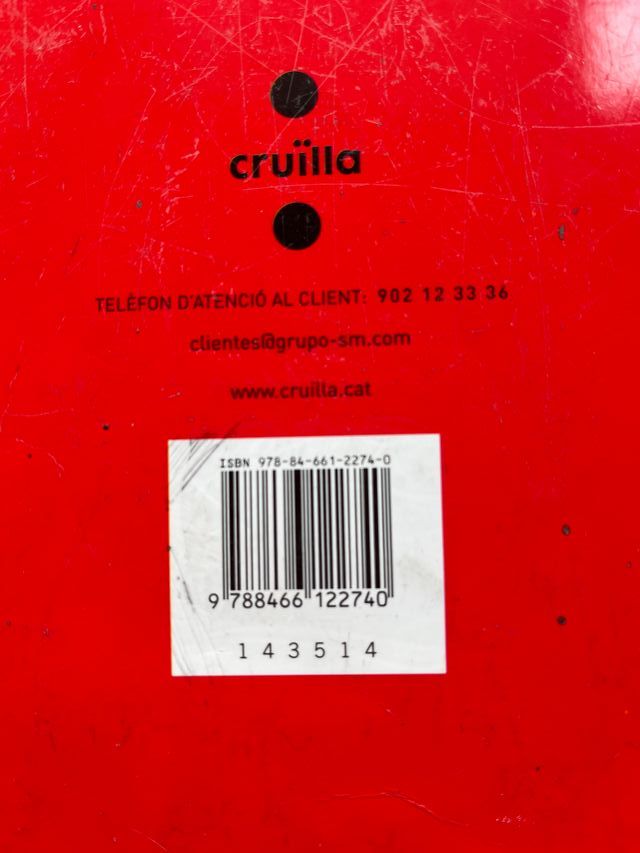 cruïlla
TELÈFON D'ATENCIÓ AL CLIENT: 902 12 33 36
clientes@grupo-sm.com
www.cruilla.cat
ISBN 978-84-661-2274-0
9 788466 122740
143514